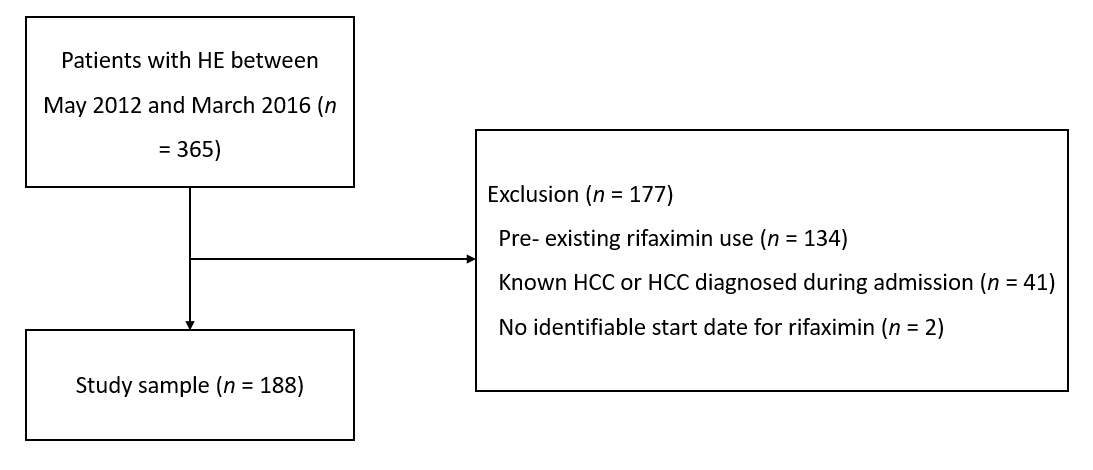 Patients with HE between
May 2012 and March 2016 (n
= 365)
Exclusion (n = 177)
Pre- existing rifaximin use (n = 134)
Known HCC or HCC diagnosed during admission (n = 41)
No identifiable start date for rifaximin (n = 2)
Study sample (n = 188)